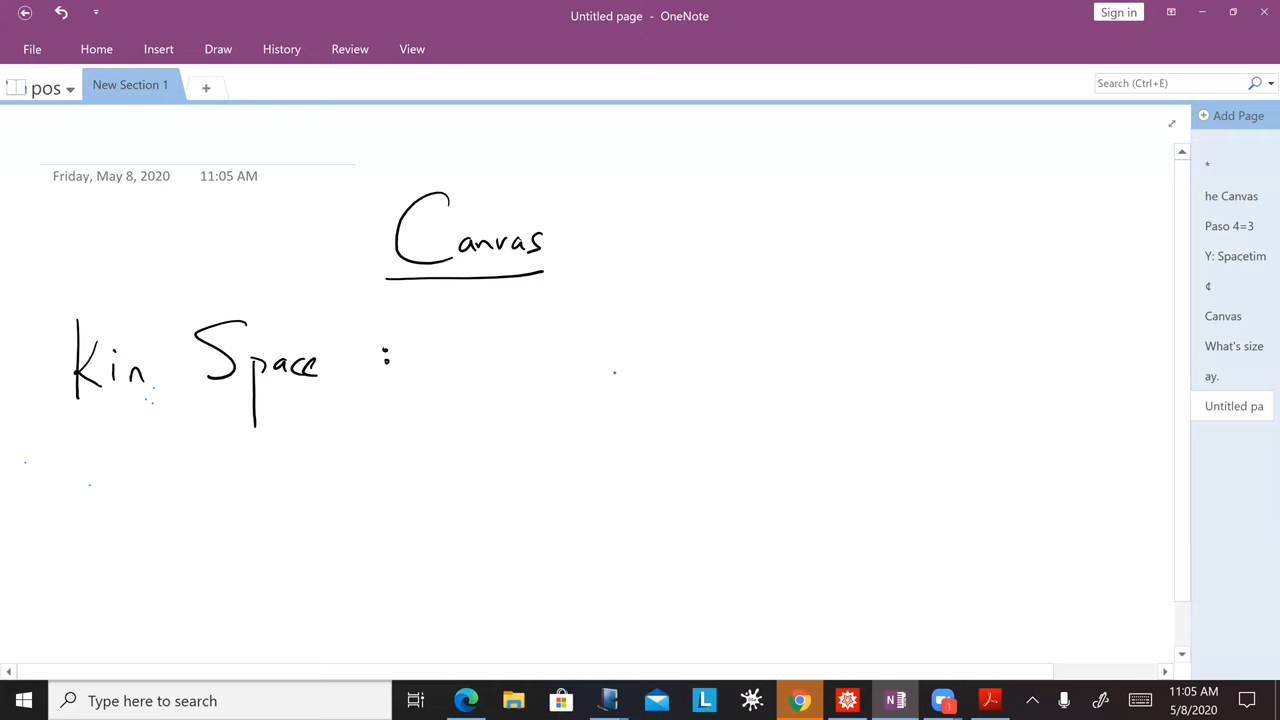 Untitled page - OneNote
Sign in
File Home Insert Draw History Review View
pos New Section 1
Search (Ctrl+E)
Add Page
Friday, May 8, 2020 11:05 AM
Canvas
Kin Space :
*
he Canvas
Paso 4=3
Y: Spacetim
¢
Canvas
What's size
ay.
Untitled pa
Type here to search
L
N
1
11:05 AM
5/8/2020